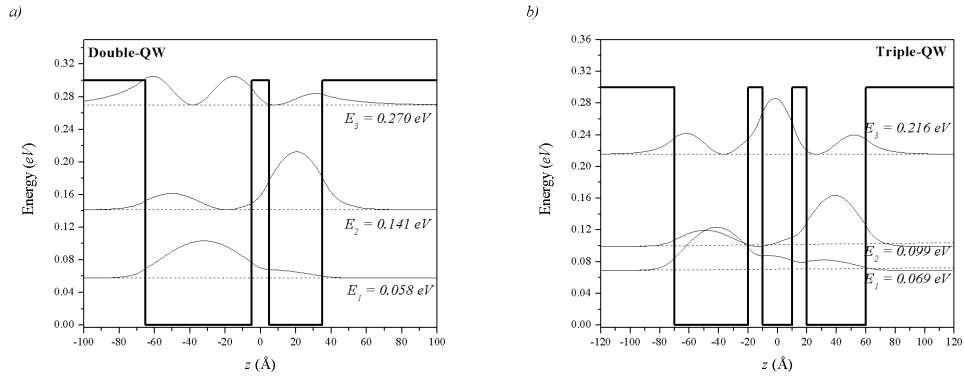 a)
Double-QW
Energy (eV)
0.32
0.28
0.24
0.20
0.16
0.12
0.08
0.04
0.00
E3 = 0.270 eV
E2 = 0.141 eV
E1 = 0.058 eV
-100 -80 -60 -40 -20 0 20 40 60 80 100
z (Å)
b)
Triple-QW
Energy (eV)
0.36
0.32
0.28
0.24
0.20
0.16
0.12
0.08
0.04
0.00
E3 = 0.216 eV
E2 = 0.099 eV
E1 = 0.069 eV
-120 -100 -80 -60 -40 -20 0 20 40 60 80 100 120
z (Å)